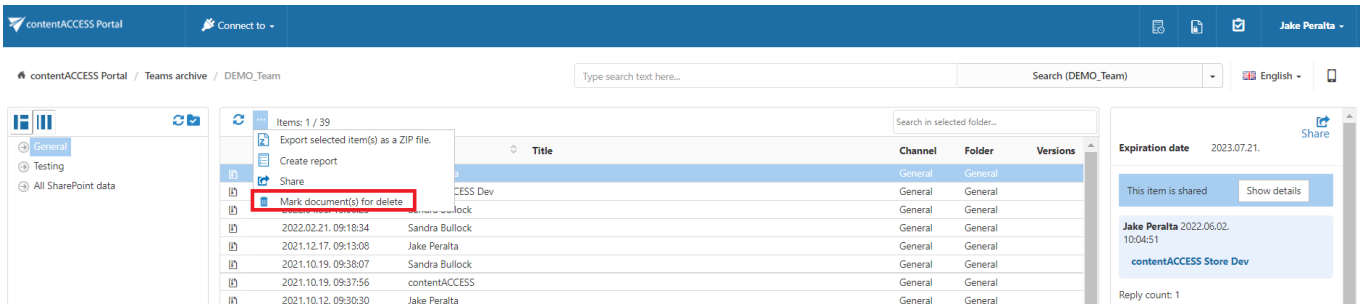 contentACCESS Portal
Connect to
Jake Peralta
contentACCESS Portal / Teams archive / DEMO_Team
Type search text here...
Search (DEMO_Team)
English
Items: 1 / 39
Search in selected folder...
Share
General
Testing
All SharePoint data
Export selected item(s) as a ZIP file.
Create report
Share
Mark document(s) for delete
Title Channel Folder Versions
General General
CESS Dev General General
General General
2022.02.21. 09:18:34 Sandra Bullock General General
2021.12.17. 09:13:08 Jake Peralta General General
2021.10.19. 09:38:07 Sandra Bullock General General
2021.10.19. 09:37:56 contentACCESS General General
2021.10.12. 09:30:30 Jake Peralta General General
Expiration date 2023.07.21.
This item is shared Show details
Jake Peralta 2022.06.02.
10:04:51
contentACCESS Store Dev
Reply count: 1